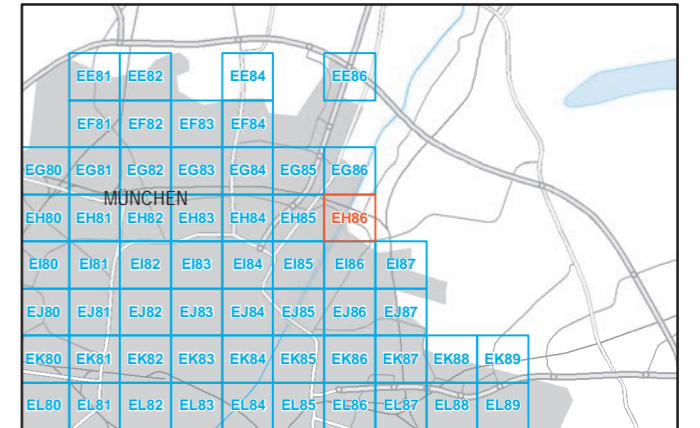 EE81 EE82 EE84 EE86
EF81 EF82 EF83 EF84
EG80 EG81 EG82 EG83 EG84 EG85 EG86
MÜNCHEN
EH80 EH81 EH82 EH83 EH84 EH85 EH86
EI80 EI81 EI82 EI83 EI84 EI85 EI86 EI87
EJ80 EJ81 EJ82 EJ83 EJ84 EJ85 EJ86 EJ87
EK80 EK81 EK82 EK83 EK84 EK85 EK86 EK87 EK88 EK89
EL80 EL81 EL82 EL83 EL84 EL85 EL86 EL87 EL88 EL89